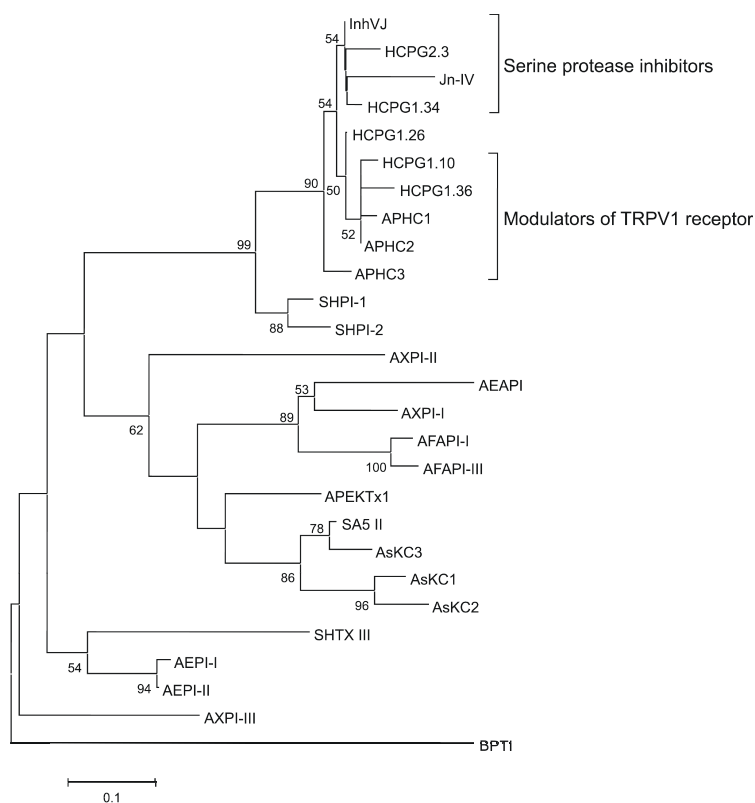 InhVJ
54
HCPG2.3
Serine protease inhibitors
Jn-IV
54
HCPG1.34
HCPG1.26
HCPG1.10
90
50
HCPG1.36
APHC1
Modulators of TRPV1 receptor
52
APHC2
99
APHC3
SHPI-1
88
SHPI-2
AXPI-II
53
AEAPI
89
AXPI-I
62
AFAPI-I
100
AFAPI-III
APEKTx1
78
SA5 II
AsKC3
86
AsKC1
96
AsKC2
SHTX III
54
AEPI-I
94
AEPI-II
AXPI-III
BPTI
0.1